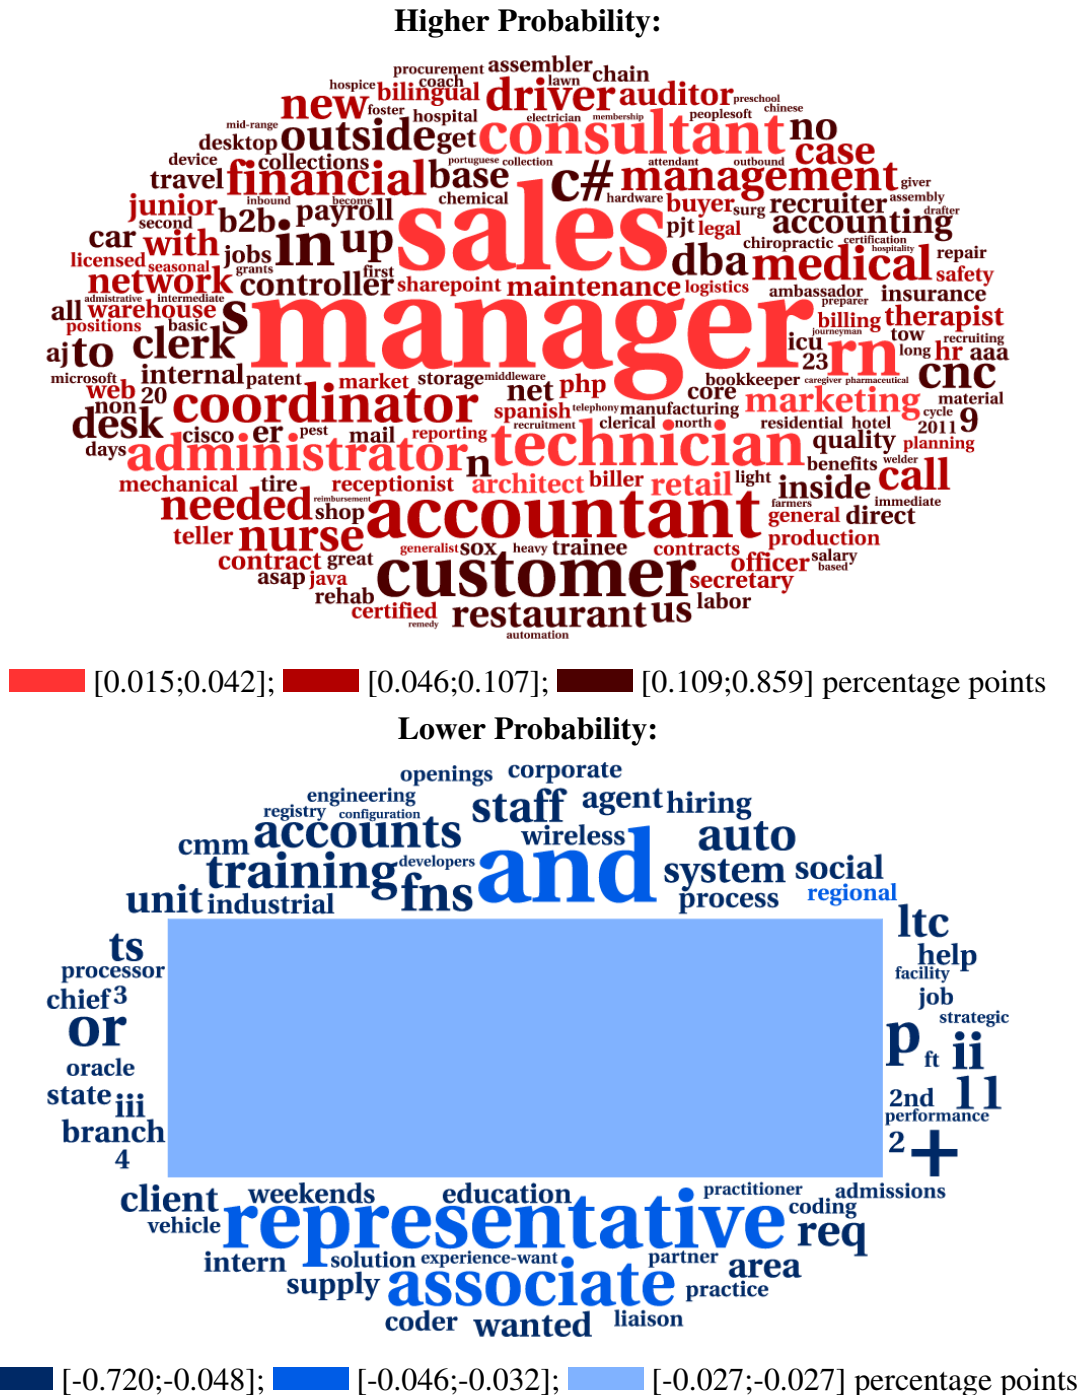 Higher Probability:
procurement assembler chain
hospice coach lawn
new bilingual driver auditor preschool
foster hospital electrician membership peoplesoft chinese
mid-range desktop outside get consultant no
device collections portuguese collection attendant outbound case
travel financial base c# management giver
junior inbound become chemical hardware buyer surg recruiter assembly
second b2b payroll sales pjt legal accounting drafter
car with jobs in up chiropractic certification hospitality repair
licensed seasonal grants first dba medical safety
network controller sharepoint maintenance logistics ambassador insurance
all admistrative intermediate warehouse s manager preparer billing therapist
positions basic journeyman tow recruiting
aj to clerk icu rn long hr aaa
23
microsoft internal patent market storage middleware net php bookkeeper caregiver pharmaceutical cnc
web 20 coordinator core marketing material
non spanish telephony manufacturing cycle
desk cisco er pest mail reporting recruitment clerical north residential hotel 2011 9
days administrator n technician quality planning
mechanical tire receptionist architect biller retail light benefits welder call
needed reimbursement shop accountant inside farmers immediate
general direct
teller nurse generalist sox heavy trainee contracts production
contract great customer officer salary based
asap java secretary
rehab labor
certified restaurant us
remedy
automation
[0.015;0.042]; [0.046;0.107]; [0.109;0.859] percentage points
Lower Probability:
openings corporate
engineering staff agent hiring
registry configuration
cmm accounts wireless auto
training developers and system social
unit industrial fns process regional
ltc
ts help
processor facility
chief 3 job
or p strategic
ft ii
oracle
state iii 2nd 11
branch performance
4 2 +
client weekends education practitioner admissions
vehicle representative coding req
intern solution experience-want partner area
supply associate practice
coder wanted liaison
[-0.720;-0.048]; [-0.046;-0.032]; [-0.027;-0.027] percentage points